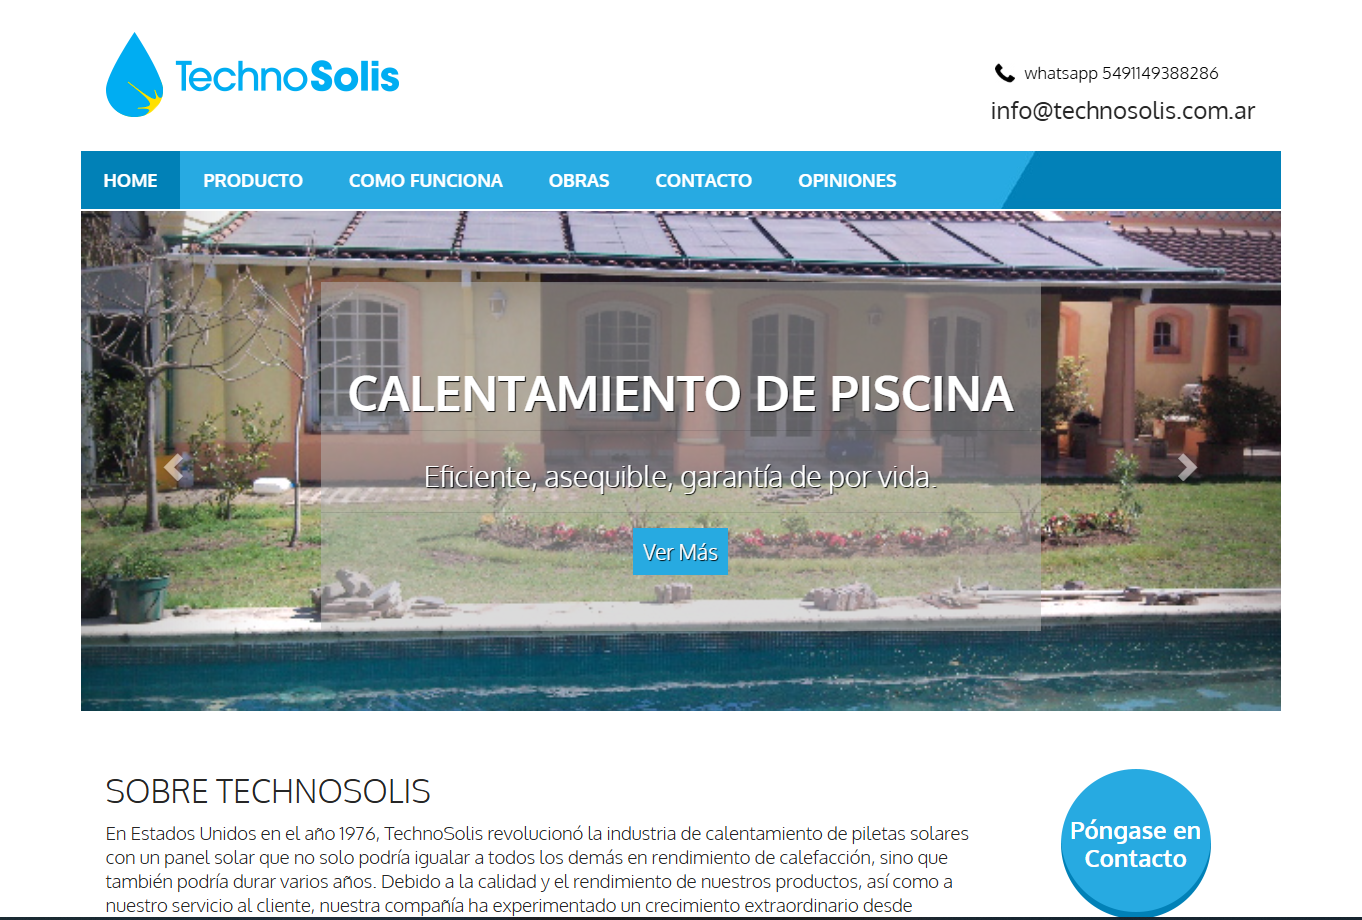 TechnoSolis
whatsapp 5491149388286
info@technosolis.com.ar
HOME PRODUCTO COMO FUNCIONA OBRAS CONTACTO OPINIONES
CALENTAMIENTO DE PISCINA
Eficiente, asequible, garantía de por vida.
Ver Más
SOBRE TECHNOSOLIS
En Estados Unidos en el año 1976, TechnoSolis revolucionó la industria de calentamiento de piletas solares
con un panel solar que no solo podría igualar a todos los demás en rendimiento de calefacción, sino que
también podría durar varios años. Debido a la calidad y el rendimiento de nuestros productos, así como a
nuestro servicio al cliente, nuestra compañía ha experimentado un crecimiento extraordinario desde
Póngase en
Contacto